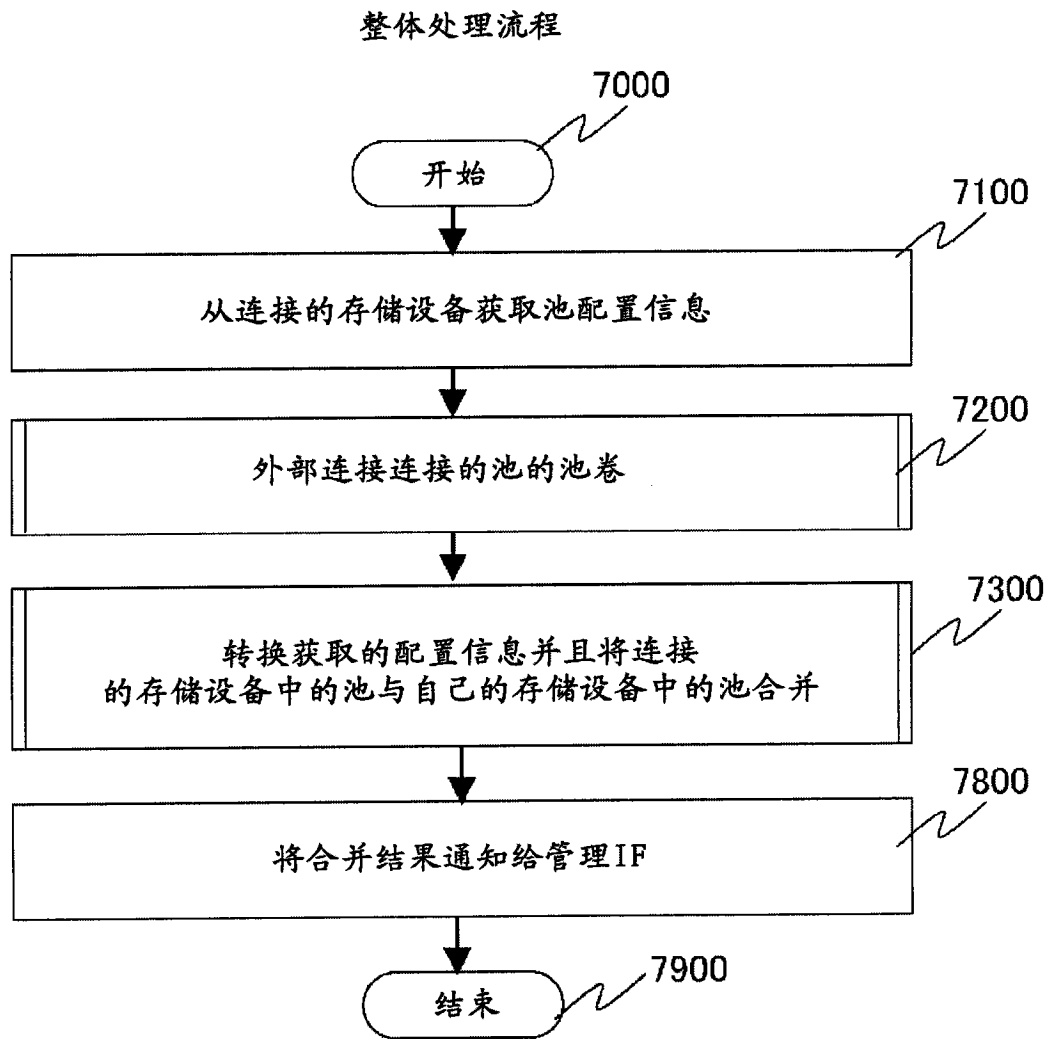 整体处理流程
7000
开始
7100
从连接的存储设备获取池配置信息
7200
外部连接连接的池的池卷
7300
转换获取的配置信息并且将连接
的存储设备中的池与自己的存储设备中的池合并
7800
将合并结果通知给管理IF
7900
结束